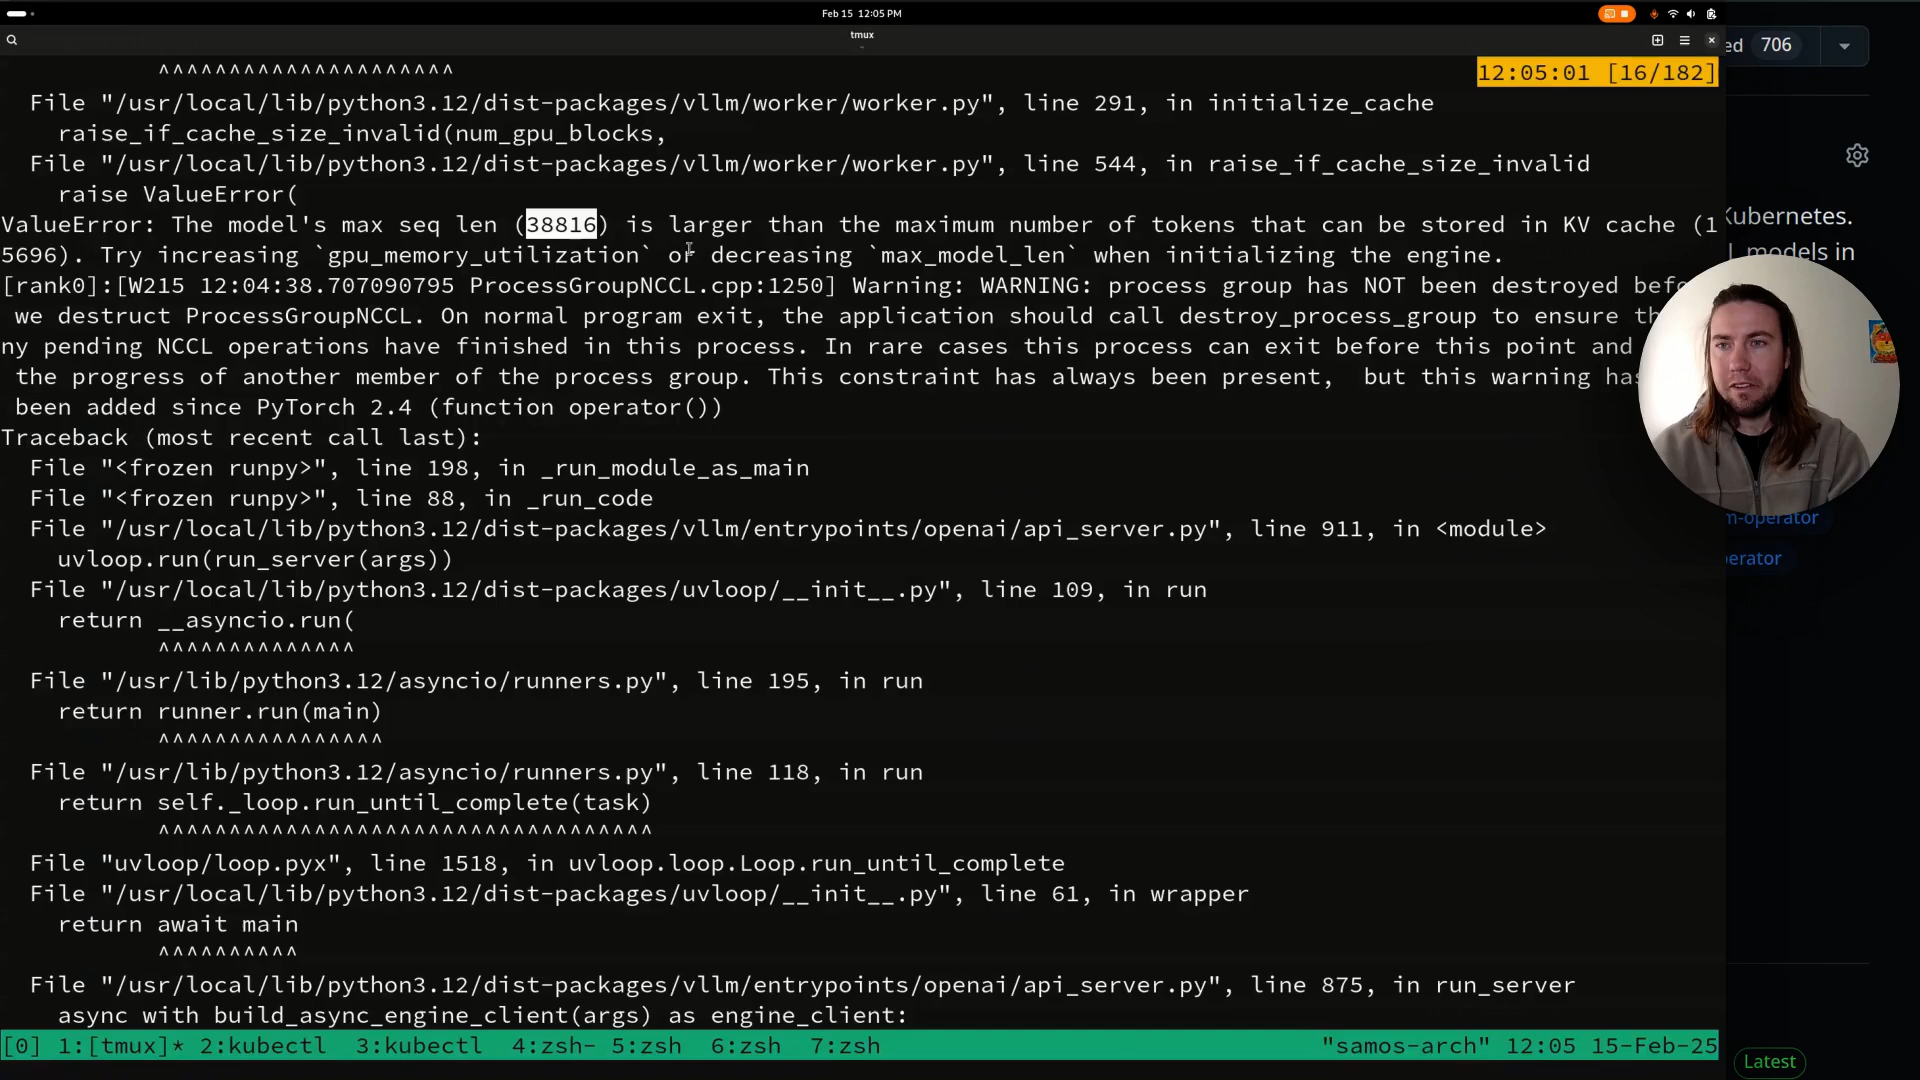 Feb 15 12:05 PM
tmux
ed 706
^^^^^^^^^^^^^^^^^^^^^
12:05:01 [16/182]
File "/usr/local/lib/python3.12/dist-packages/vllm/worker/worker.py", line 291, in initialize_cache
raise_if_cache_size_invalid(num_gpu_blocks,
File "/usr/local/lib/python3.12/dist-packages/vllm/worker/worker.py", line 544, in raise_if_cache_size_invalid
raise ValueError(
ValueError: The model's max seq len (38816) is larger than the maximum number of tokens that can be stored in KV cache (1
5696). Try increasing `gpu_memory_utilization` or decreasing `max_model_len` when initializing the engine.
[rank0]:[W215 12:04:38.707090795 ProcessGroupNCCL.cpp:1250] Warning: WARNING: process group has NOT been destroyed befo
we destruct ProcessGroupNCCL. On normal program exit, the application should call destroy_process_group to ensure th
ny pending NCCL operations have finished in this process. In rare cases this process can exit before this point and
the progress of another member of the process group. This constraint has always been present,  but this warning has
been added since PyTorch 2.4 (function operator())
Traceback (most recent call last):
File "<frozen runpy>", line 198, in _run_module_as_main
File "<frozen runpy>", line 88, in _run_code
File "/usr/local/lib/python3.12/dist-packages/vllm/entrypoints/openai/api_server.py", line 911, in <module>
uvloop.run(run_server(args))
File "/usr/local/lib/python3.12/dist-packages/uvloop/__init__.py", line 109, in run
return __asyncio.run(
^^^^^^^^^^^^^^
File "/usr/lib/python3.12/asyncio/runners.py", line 195, in run
return runner.run(main)
^^^^^^^^^^^^^^^^
File "/usr/lib/python3.12/asyncio/runners.py", line 118, in run
return self._loop.run_until_complete(task)
^^^^^^^^^^^^^^^^^^^^^^^^^^^^^^^^^^^
File "uvloop/loop.pyx", line 1518, in uvloop.loop.Loop.run_until_complete
File "/usr/local/lib/python3.12/dist-packages/uvloop/__init__.py", line 61, in wrapper
return await main
^^^^^^^^^^
File "/usr/local/lib/python3.12/dist-packages/vllm/entrypoints/openai/api_server.py", line 875, in run_server
async with build_async_engine_client(args) as engine_client:
[0] 1:[tmux]* 2:kubectl  3:kubectl  4:zsh- 5:zsh  6:zsh  7:zsh
"samos-arch" 12:05 15-Feb-25
Kubernetes.
models in
m-operator
erator
Latest